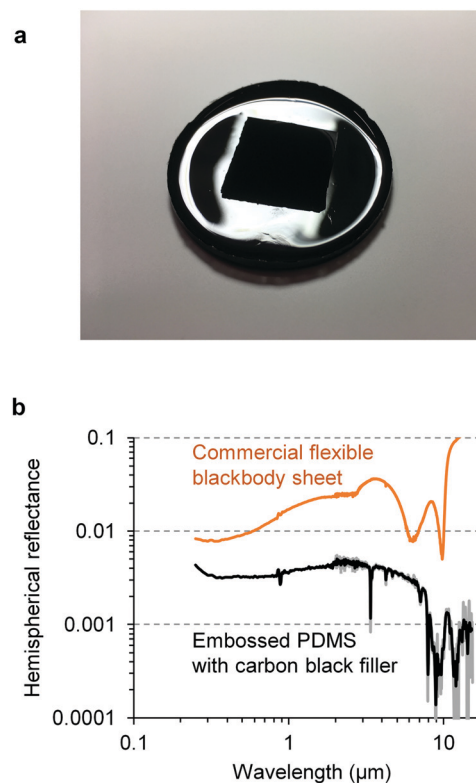 a
b
Hemispherical reflectance
0.1
0.01
0.001
0.0001
Commercial flexible
blackbody sheet
Embossed PDMS
with carbon black filler
0.1
1
10
Wavelength (μm)